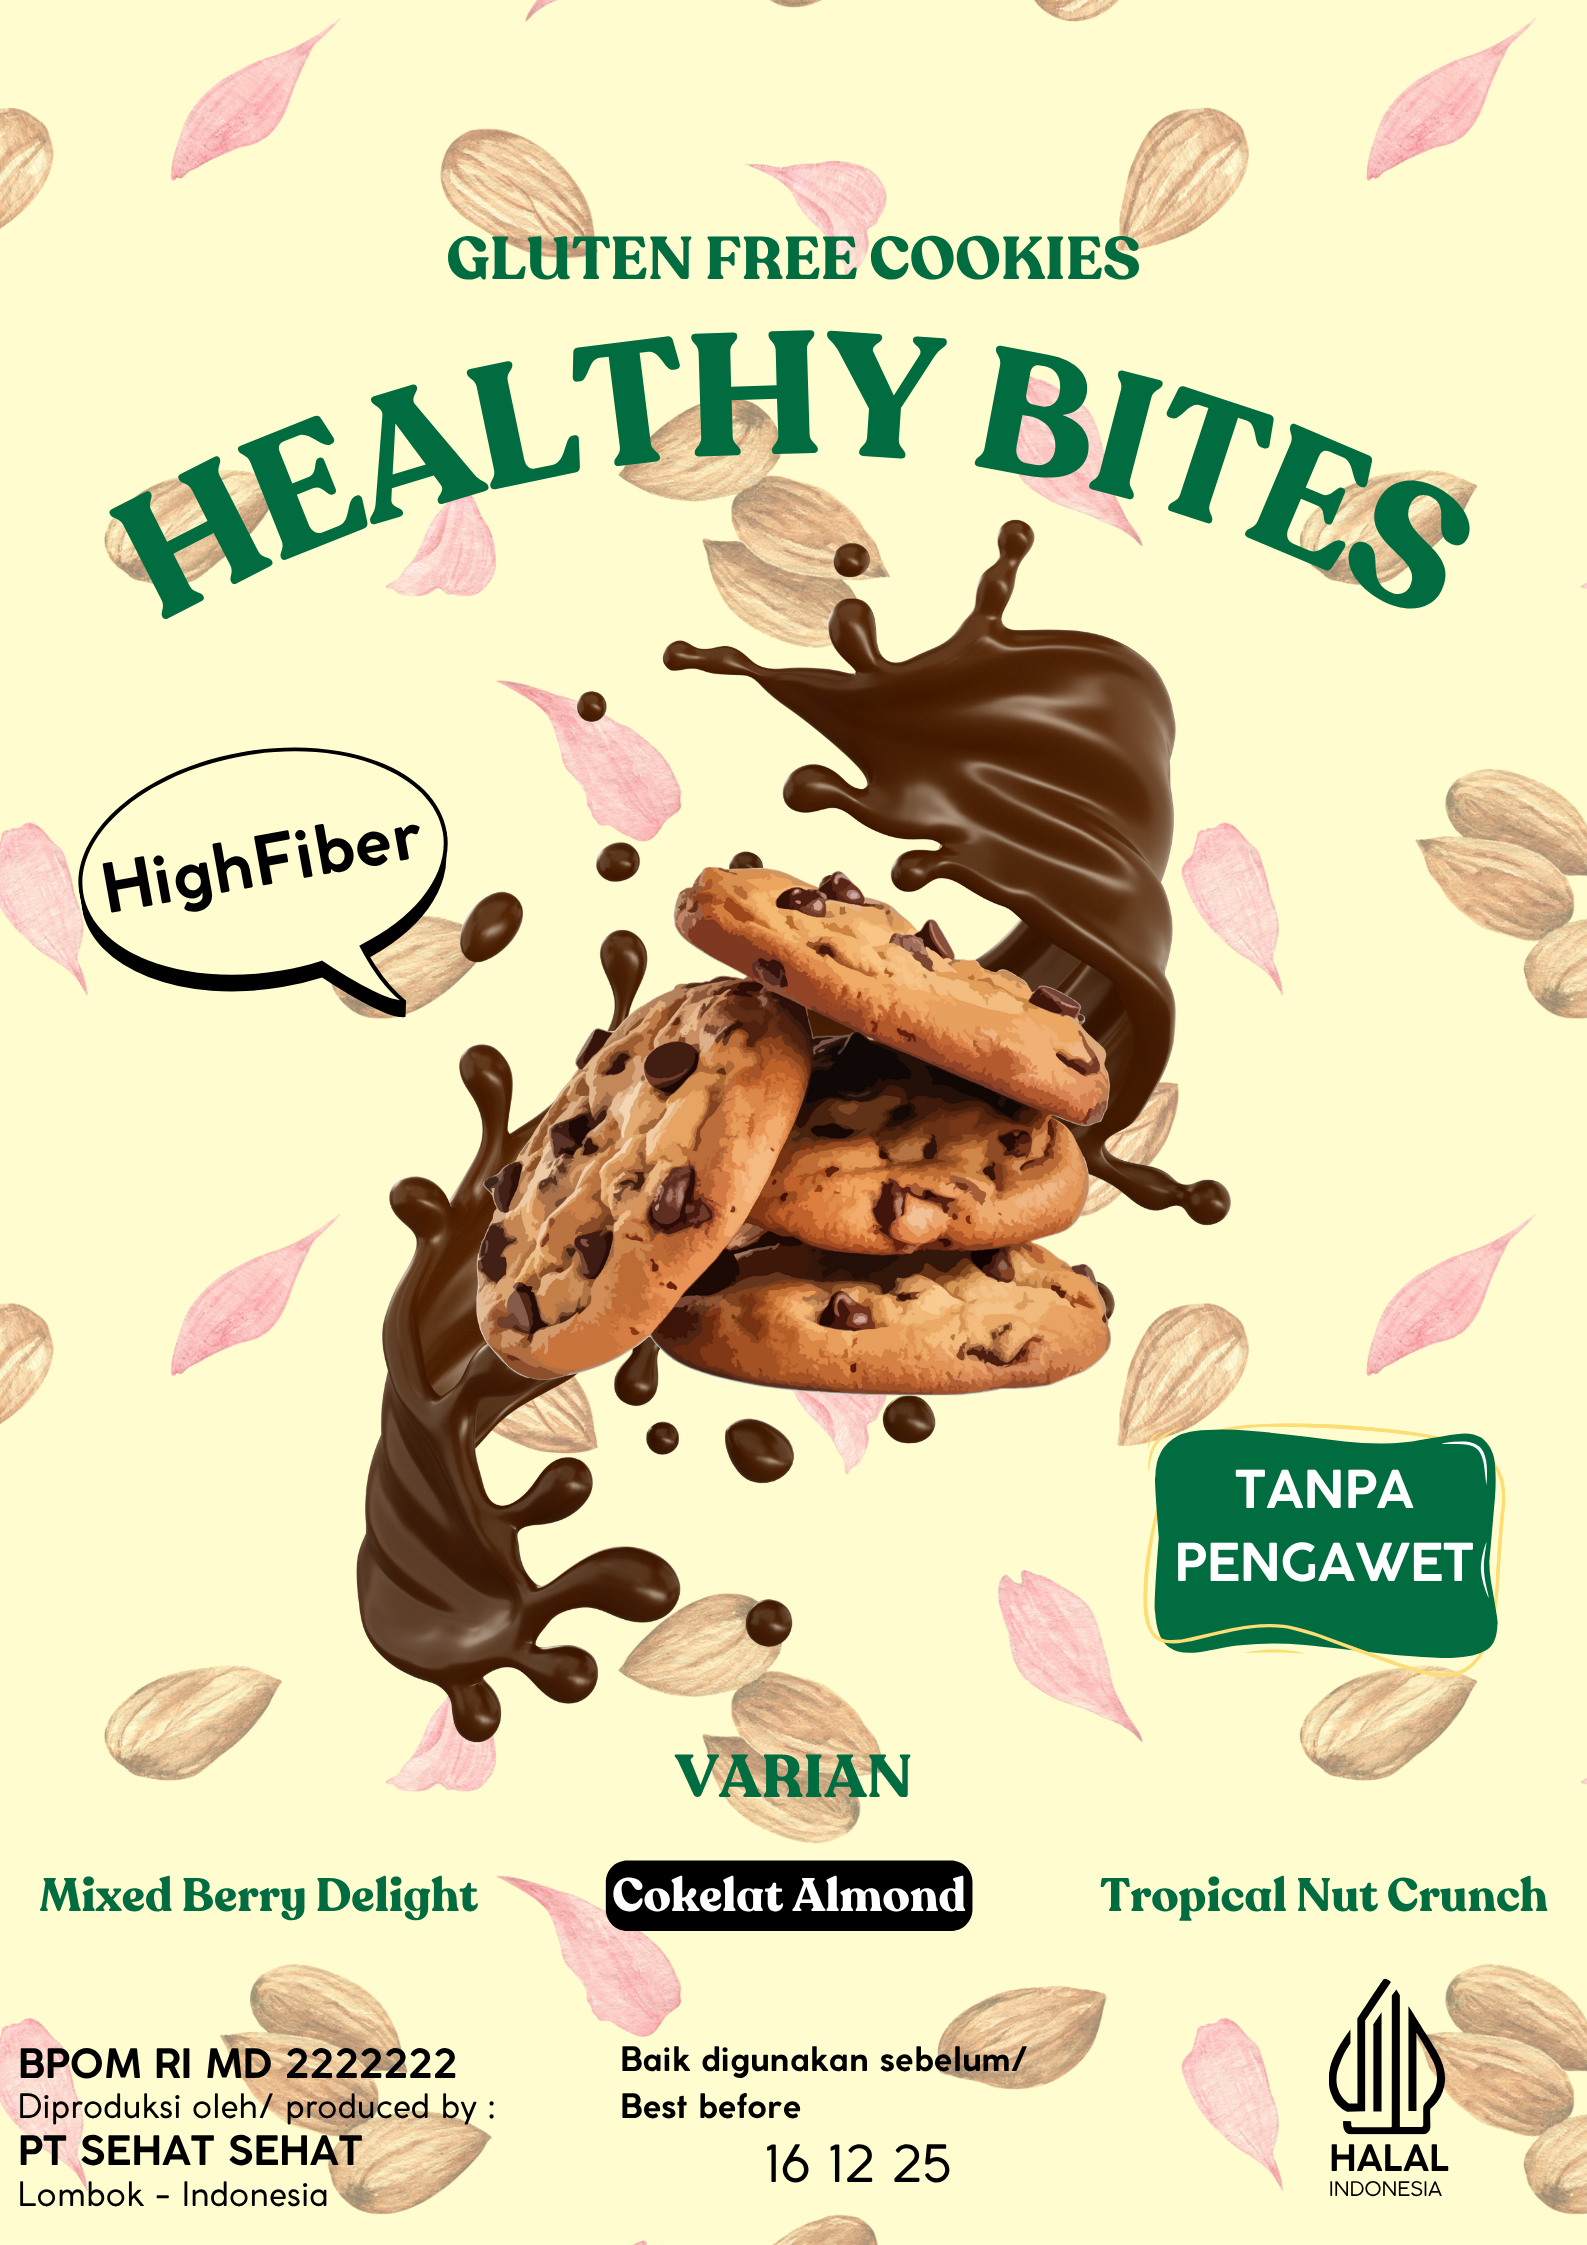 GLUTEN FREE COOKIES
HEALTHY BITES
HighFiber
TANPA
PENGAWET
VARIAN
Mixed Berry Delight
Cokelat Almond
Tropical Nut Crunch
BPOM RI MD 2222222
Diproduksi oleh/ produced by :
PT SEHAT SEHAT
Lombok - Indonesia
Baik digunakan sebelum/
Best before
16 12 25
HALAL
INDONESIA